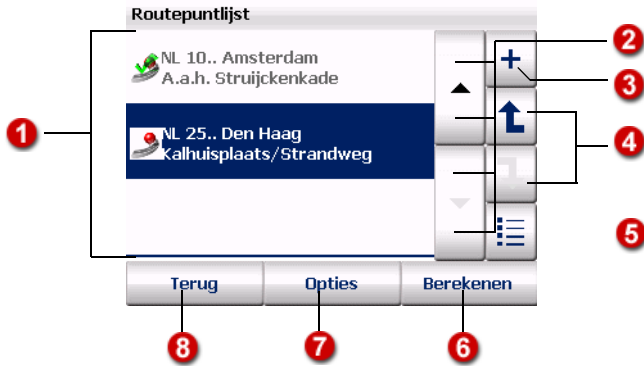 Routepuntlijst
NL 10.. Amsterdam
A.a.h. Struijckenkade
NL 25.. Den Haag
Kalhuisplaats/Strandweg
Terug Opties Berekenen
1
2
3
4
5
6
7
8